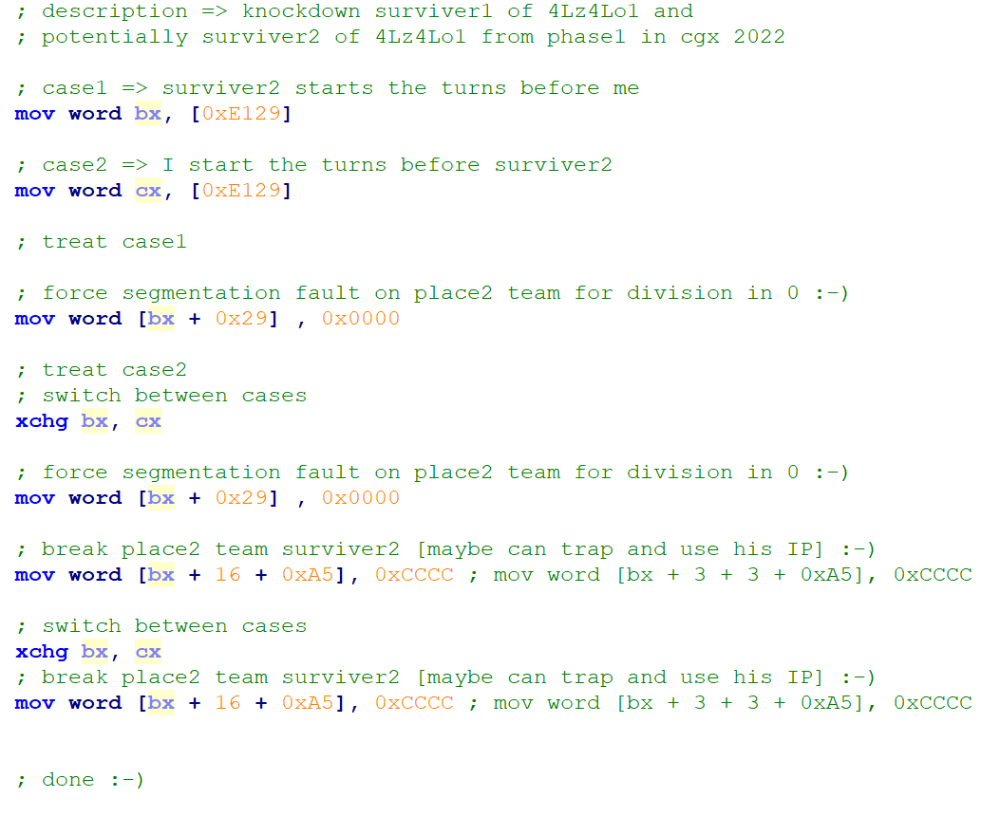 ; description => knockdown surviver1 of 4Lz4Lo1 and
; potentially surviver2 of 4Lz4Lo1 from phase1 in cgx 2022
; case1 => surviver2 starts the turns before me
mov word bx, [0xE129]
; case2 => I start the turns before surviver2
mov word cx, [0xE129]
; treat case1
; force segmentation fault on place2 team for division in 0 :-)
mov word [bx + 0x29] , 0x0000
; treat case2
; switch between cases
xchg bx, cx
; force segmentation fault on place2 team for division in 0 :-)
mov word [bx + 0x29] , 0x0000
; break place2 team surviver2 [maybe can trap and use his IP] :-)
mov word [bx + 16 + 0xA5], 0xCCCC ; mov word [bx + 3 + 3 + 0xA5], 0xCCCC
; switch between cases
xchg bx, cx
; break place2 team surviver2 [maybe can trap and use his IP] :-)
mov word [bx + 16 + 0xA5], 0xCCCC ; mov word [bx + 3 + 3 + 0xA5], 0xCCCC
; done :-)